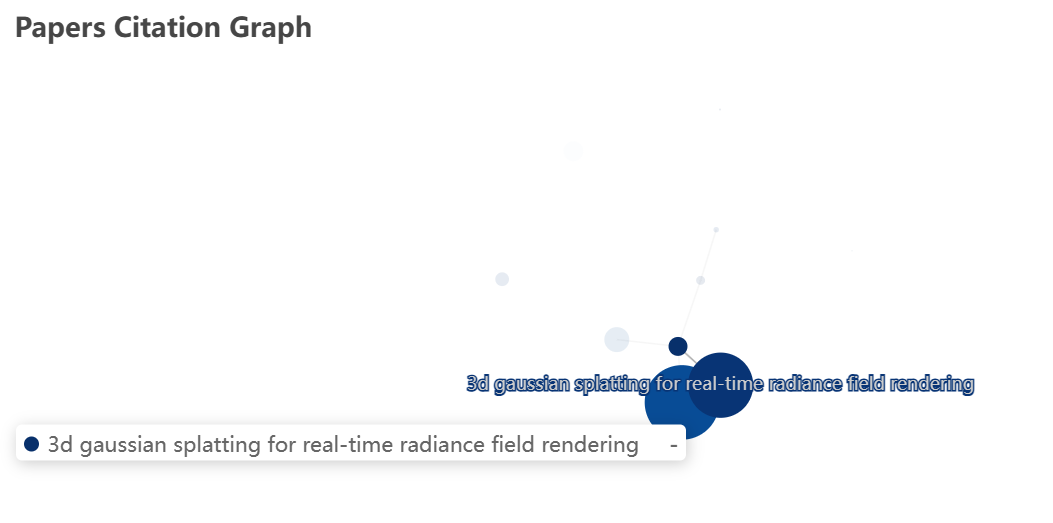 Papers Citation Graph
3d gaussian splatting for real-time radiance field rendering
3d gaussian splatting for real-time radiance field rendering -